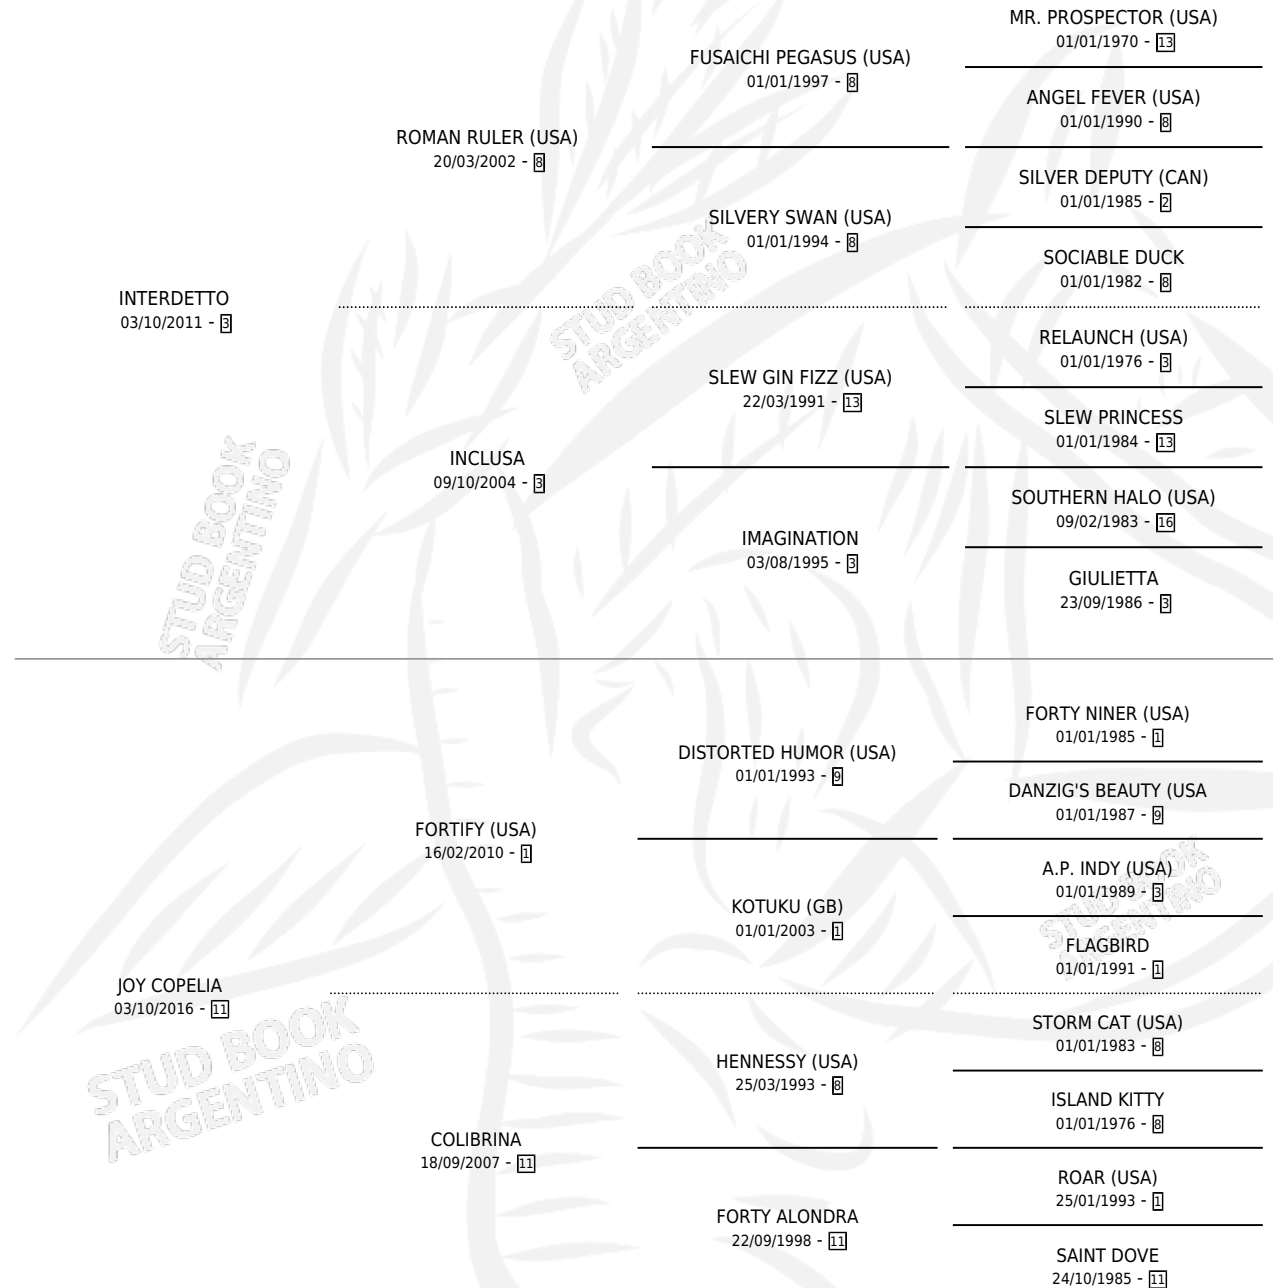 MR. PROSPECTOR (USA)
01/01/1970 - 13
FUSAICHI PEGASUS (USA)
01/01/1997 - 8
ANGEL FEVER (USA)
01/01/1990 - 8
ROMAN RULER (USA)
20/03/2002 - 8
SILVER DEPUTY (CAN)
01/01/1985 - 2
SILVERY SWAN (USA)
01/01/1994 - 8
SOCIABLE DUCK
01/01/1982 - 8
STUD BOOK
ARGENTINO
INTERDETTO
03/10/2011 - 3
RELAUNCH (USA)
01/01/1976 - 3
SLEW GIN FIZZ (USA)
22/03/1991 - 13
SLEW PRINCESS
01/01/1984 - 13
INCLUSA
09/10/2004 - 3
SOUTHERN HALO (USA)
09/02/1983 - 16
IMAGINATION
03/08/1995 - 3
GIULIETTA
23/09/1986 - 3
STUD BOOK
ARGENTINO
FORTY NINER (USA)
01/01/1985 - 1
DISTORTED HUMOR (USA)
01/01/1993 - 9
DANZIG'S BEAUTY (USA
01/01/1987 - 9
FORTIFY (USA)
16/02/2010 - 1
A.P. INDY (USA)
01/01/1989 - 3
KOTUKU (GB)
01/01/2003 - 1
FLAGBIRD
01/01/1991 - 1
STUD BOOK
ARGENTINO
JOY COPELIA
03/10/2016 - 11
STORM CAT (USA)
01/01/1983 - 8
HENNESSY (USA)
25/03/1993 - 8
ISLAND KITTY
01/01/1976 - 8
STUD BOOK
ARGENTINO
COLIBRINA
18/09/2007 - 11
ROAR (USA)
25/01/1993 - 1
FORTY ALONDRA
22/09/1998 - 11
SAINT DOVE
24/10/1985 - 11